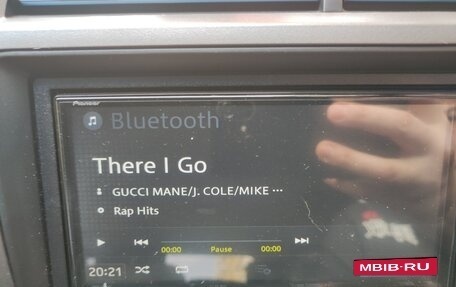 Pioneer
Bluetooth
There I Go
GUCCI MANE/J. COLE/MIKE ...
Rap Hits
00:00 Pause 00:00
20:21
MBIB-RU.RU